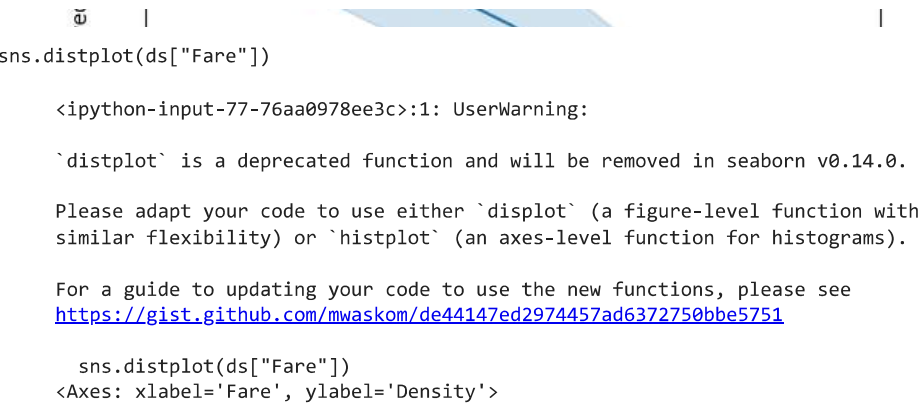 sns.distplot(ds["Fare"])
<ipython-input-77-76aa0978ee3c>:1: UserWarning:
`distplot` is a deprecated function and will be removed in seaborn v0.14.0.
Please adapt your code to use either `displot` (a figure-level function with
similar flexibility) or `histplot` (an axes-level function for histograms).
For a guide to updating your code to use the new functions, please see
https://gist.github.com/mwaskom/de44147ed2974457ad6372750bbe5751
sns.distplot(ds["Fare"])
<Axes: xlabel='Fare', ylabel='Density'>